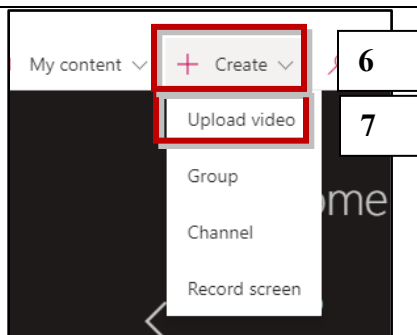 My content + Create 6
Upload video 7
Group
ome
Channel
Record screen